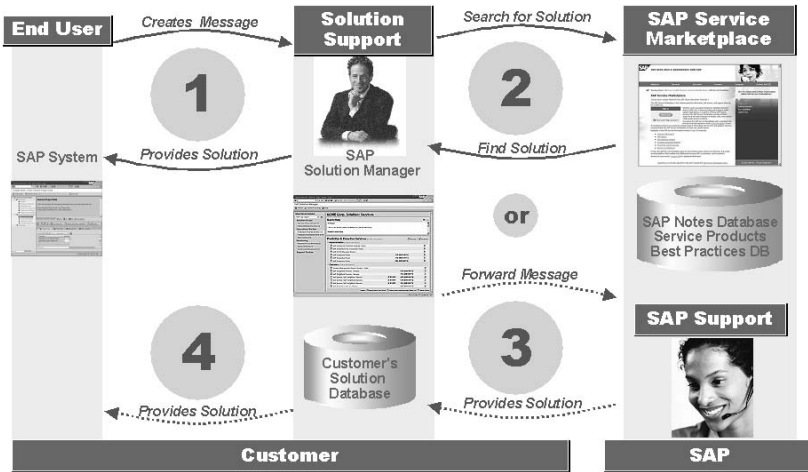 End User
Creates Message
Solution
Support
Search for Solution
SAP Service
Marketplace
1
2
SAP System
Provides Solution
SAP
Solution Manager
Find Solution
or
SAP Notes Database
Service Products
Best Practices DB
Forward Message
SAP Support
4
Customer's
Solution
Database
3
Provides Solution
Provides Solution
Customer
SAP